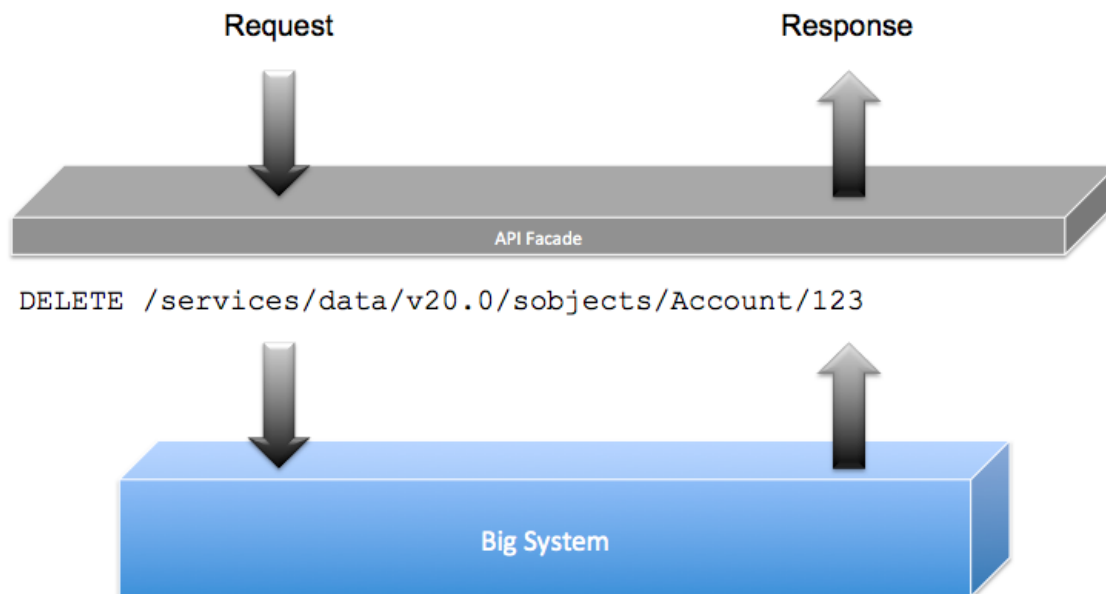 Request
Response
API Facade
DELETE /services/data/v20.0/sobjects/Account/123
Big System